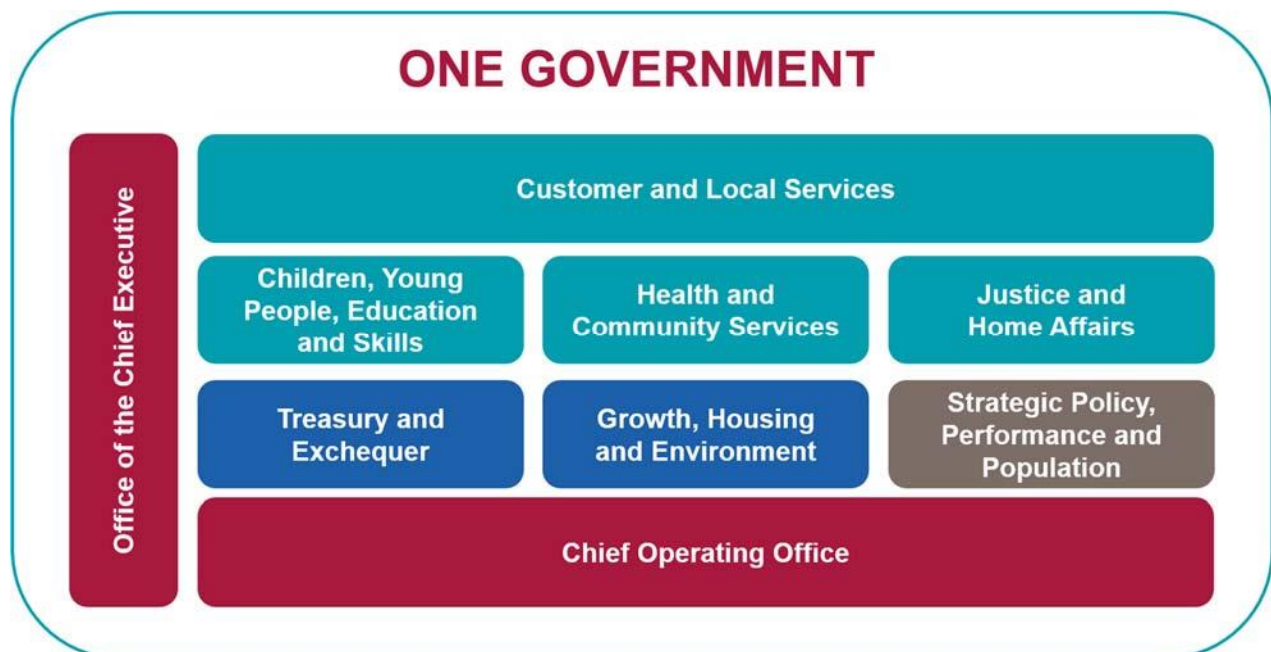 ONE GOVERNMENT
Office of the Chief Executive
Customer and Local Services
Children, Young
People, Education
and Skills
Health and
Community Services
Justice and
Home Affairs
Treasury and
Exchequer
Growth, Housing
and Environment
Strategic Policy,
Performance and
Population
Chief Operating Office